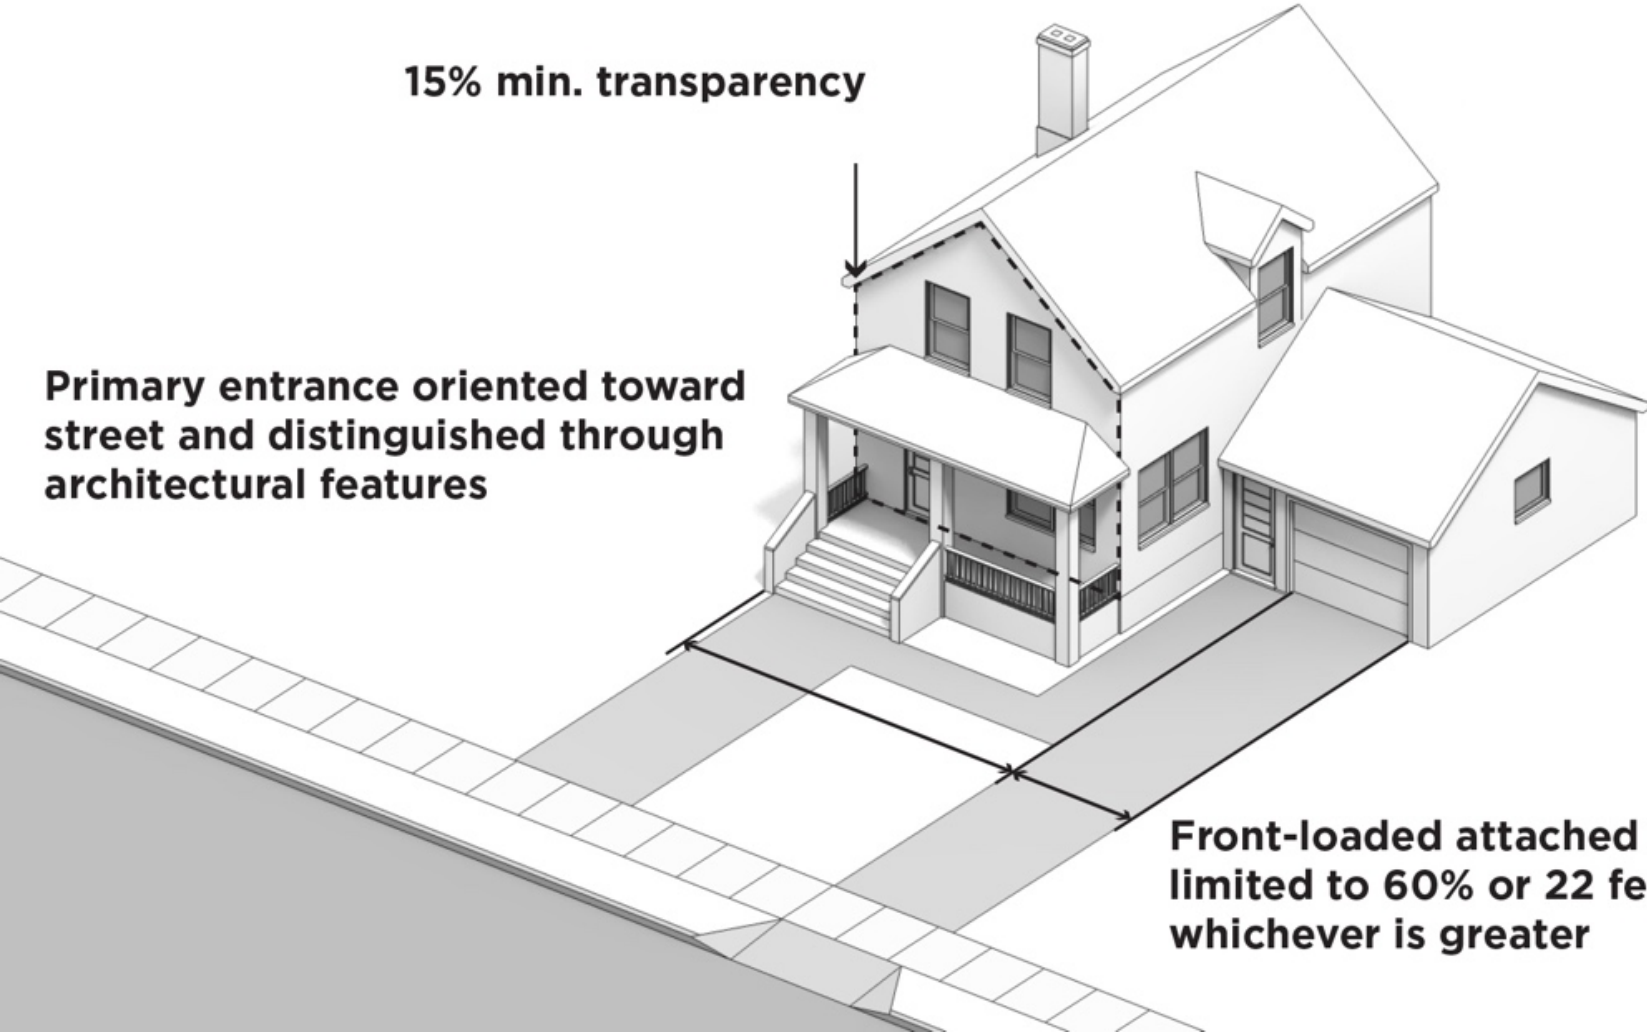 15% min. transparency
Primary entrance oriented toward
street and distinguished through
architectural features
Front-loaded attached
limited to 60% or 22 fe
whichever is greater